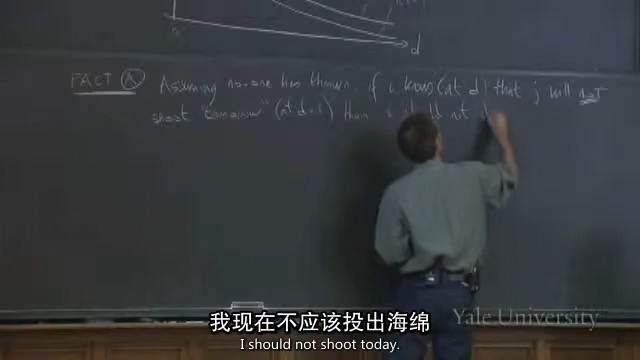 d
FACT A Assuming no-one has thrown, if i knows (at d) that j will not
shoot "tomorrow" (at d-1) then i should not
我现在不应该投出海绵
Yale University
I should not shoot today.